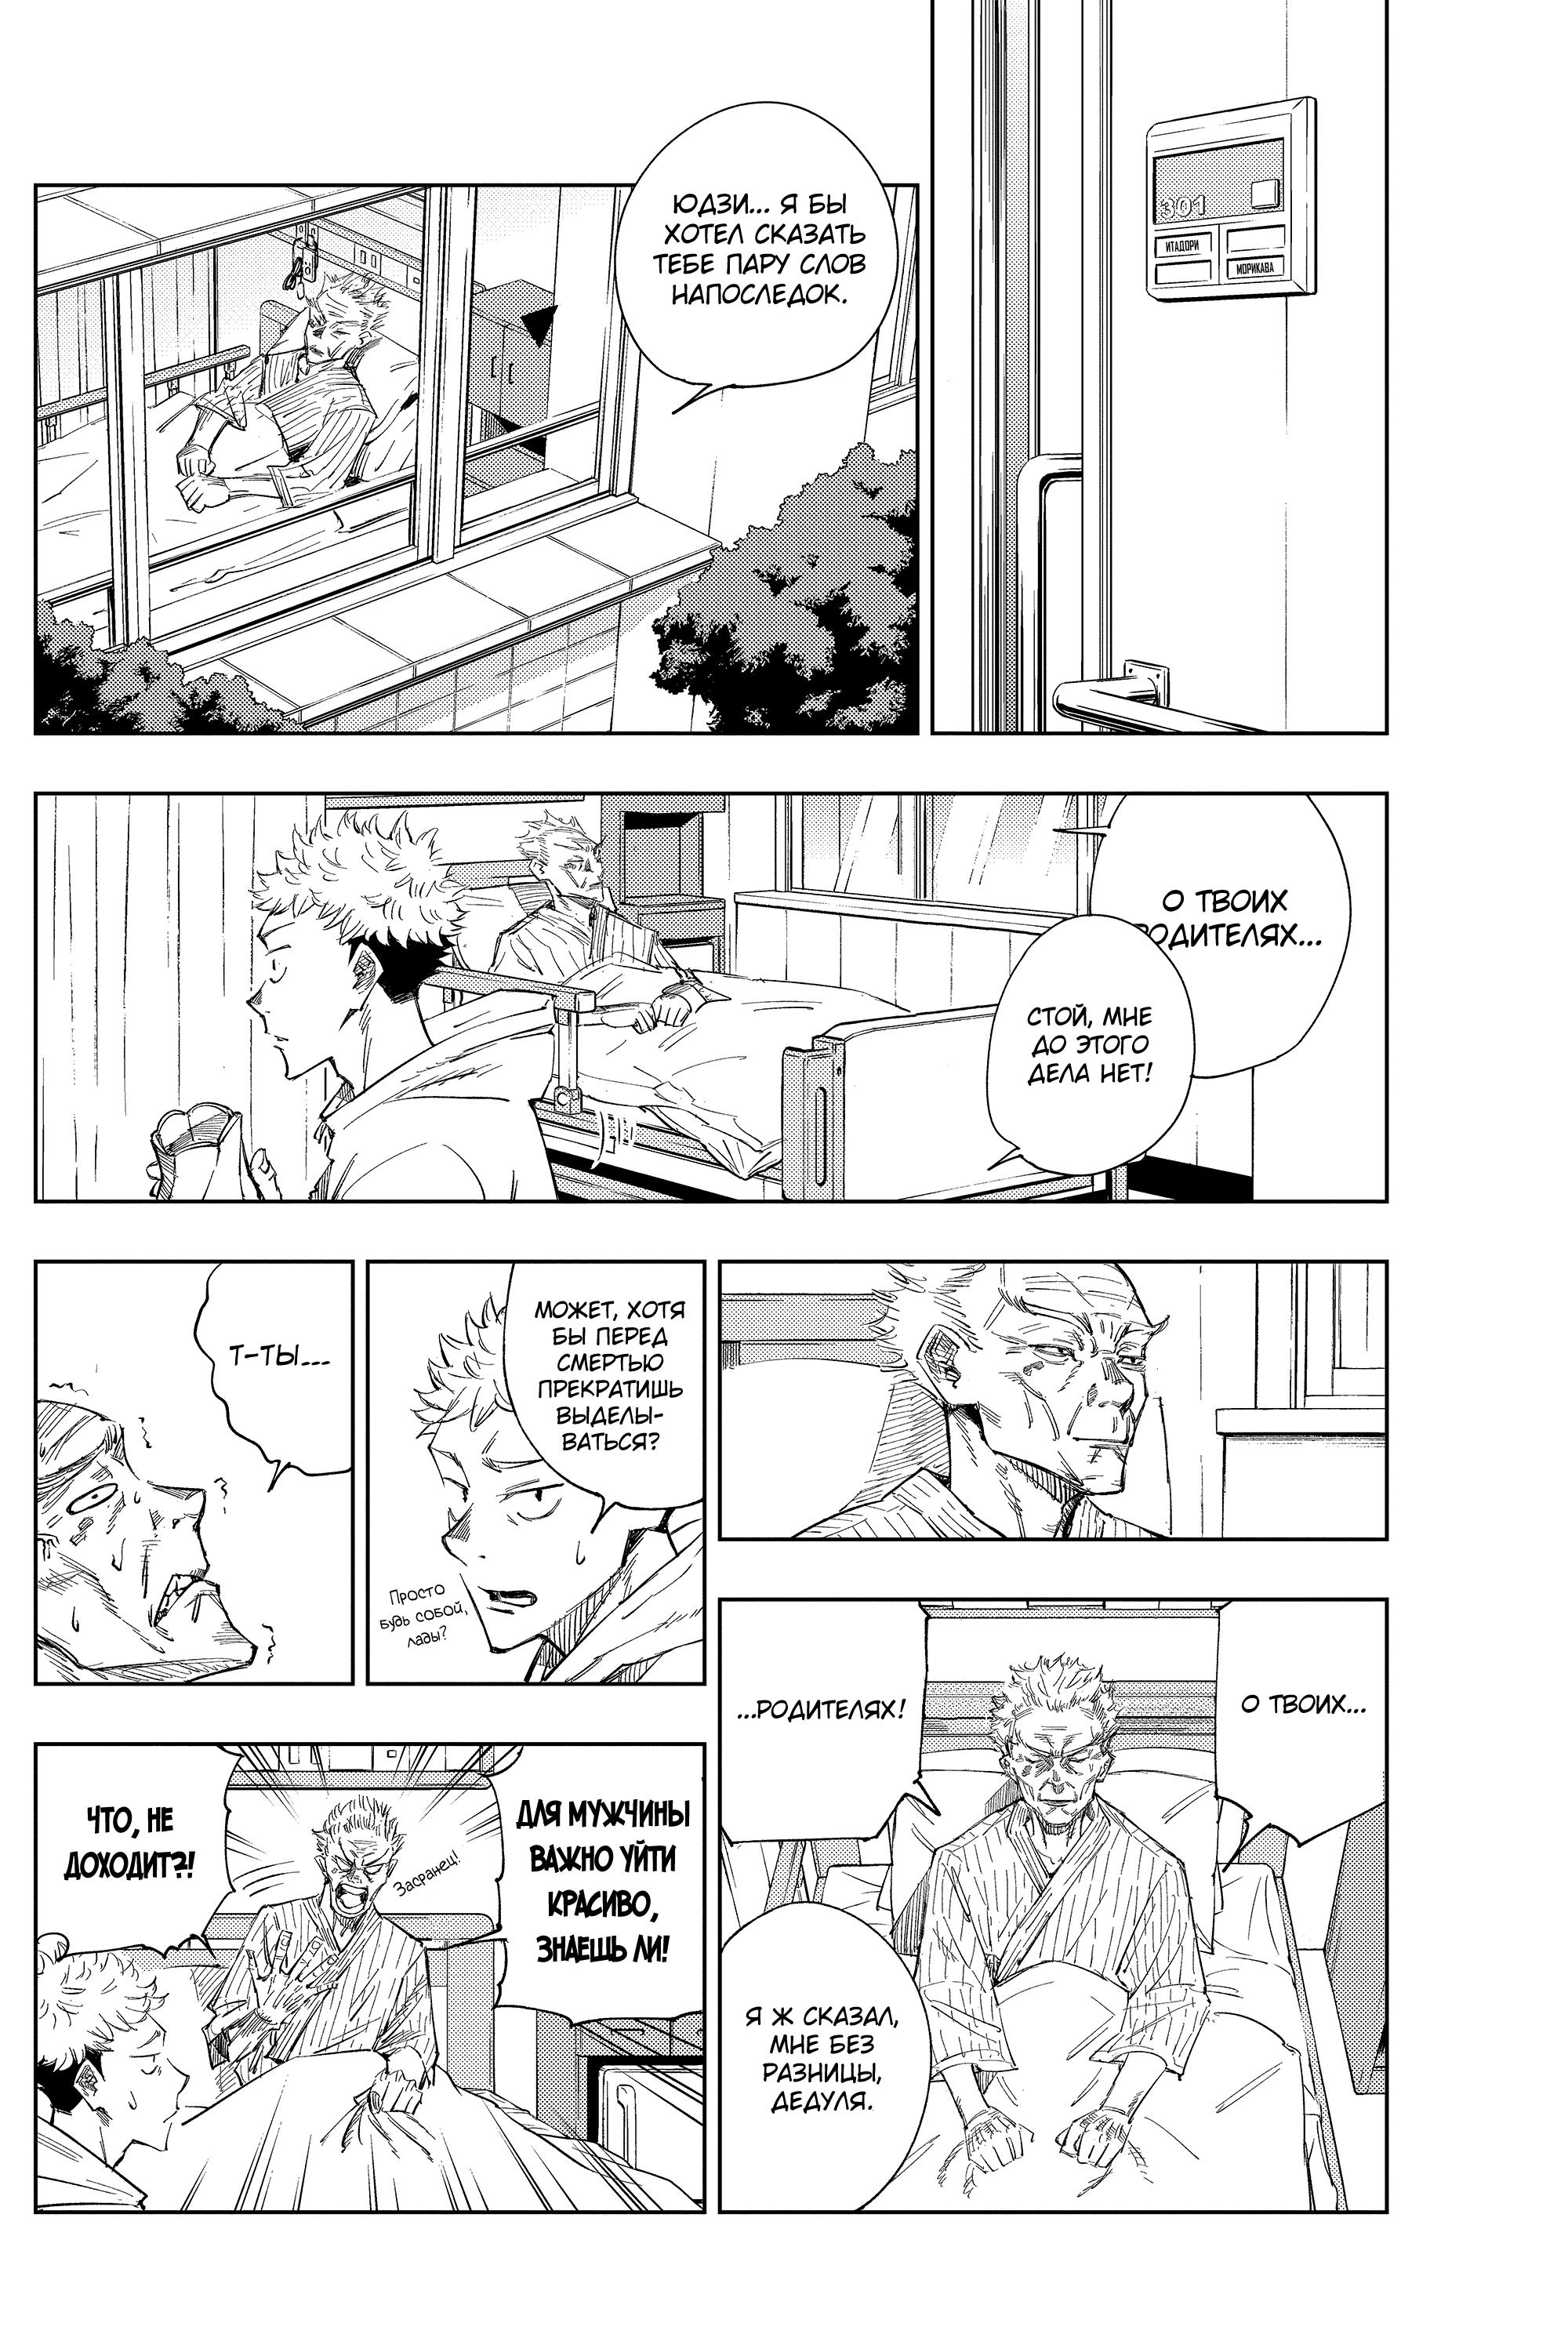 301
ИТАДОРИ
МОРИКАВА
ЮДЗИ... Я БЫ
ХОТЕЛ СКАЗАТЬ
ТЕБЕ ПАРУ СЛОВ
НАПОСЛЕДОК.
О ТВОИХ
РОДИТЕЛЯХ...
СТОЙ, МНЕ
ДО ЭТОГО
ДЕЛА НЕТ!
О ТВОИХ...
...РОДИТЕЛЯХ!
Я Ж СКАЗАЛ,
МНЕ БЕЗ
РАЗНИЦЫ,
ДЕДУЛЯ.
МОЖЕТ, ХОТЯ
БЫ ПЕРЕД
СМЕРТЬЮ
ПРЕКРАТИШЬ
ВЫДЕЛЫ-
ВАТЬСЯ?
Просто
будь собой,
лады?
Т-ТЫ...
ДЛЯ МУЖЧИНЫ
ВАЖНО УЙТИ
КРАСИВО,
ЗНАЕШЬ ЛИ!
Засранец!
ЧТО, НЕ
ДОХОДИТ?!